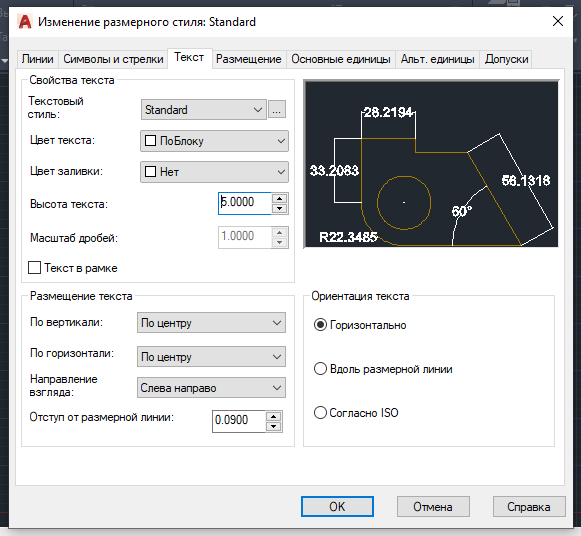 Изменение размерного стиля: Standard
Линии Символы и стрелки Текст Размещение Основные единицы Альт. единицы Допуски
Свойства текста
Текстовый
стиль:
Standard
...
Цвет текста:
ПоБлоку
Цвет заливки:
Нет
Высота текста:
5.0000
Масштаб дробей:
1.0000
Текст в рамке
28.2194
33.2083
56.1318
60°
R22.3485
Размещение текста
По вертикали:
По центру
По горизонтали:
По центру
Направление
взгляда:
Слева направо
Отступ от размерной линии:
0.0900
Ориентация текста
Горизонтально
Вдоль размерной линии
Согласно ISO
OK Отмена Справка